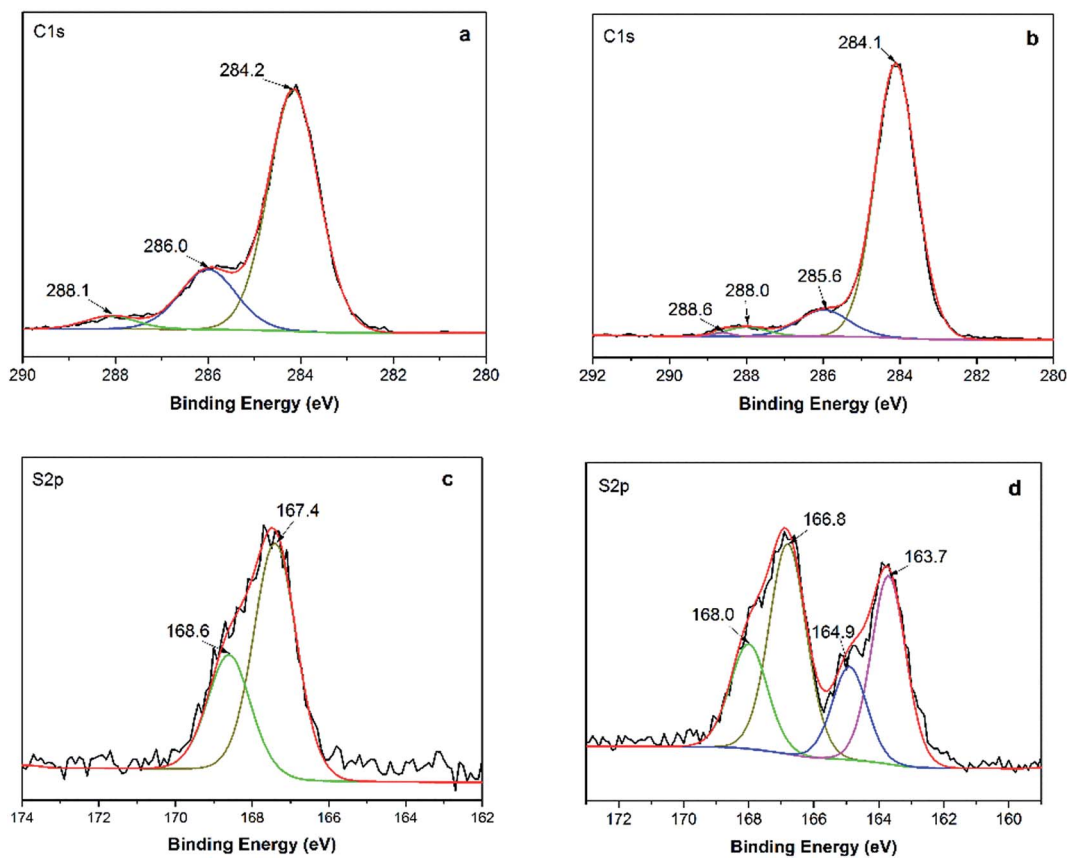 C1s
a
284.2
286.0
288.1
290 288 286 284 282 280
Binding Energy (eV)
C1s
b
284.1
285.6
288.0
288.6
292 290 288 286 284 282 280
Binding Energy (eV)
S2p
c
167.4
168.6
174 172 170 168 166 164 162
Binding Energy (eV)
S2p
d
166.8
163.7
168.0
164.9
172 170 168 166 164 162 160
Binding Energy (eV)